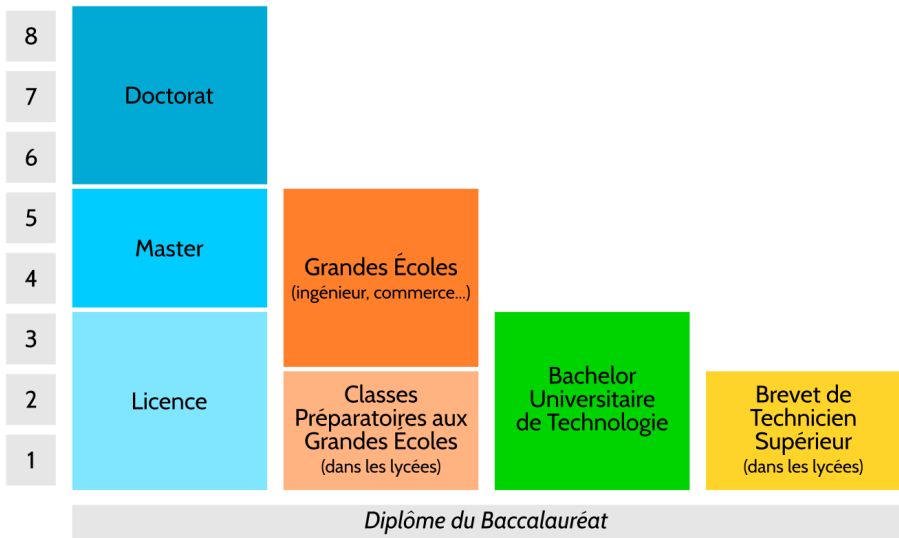 8
7
6
5
4
3
2
1
Doctorat
Master
Licence
Grandes Écoles
(ingénieur, commerce...)
Classes
Préparatoires aux
Grandes Écoles
(dans les lycées)
Bachelor
Universitaire
de Technologie
Brevet de
Technicien
Supérieur
(dans les lycées)
Diplôme du Baccalauréat